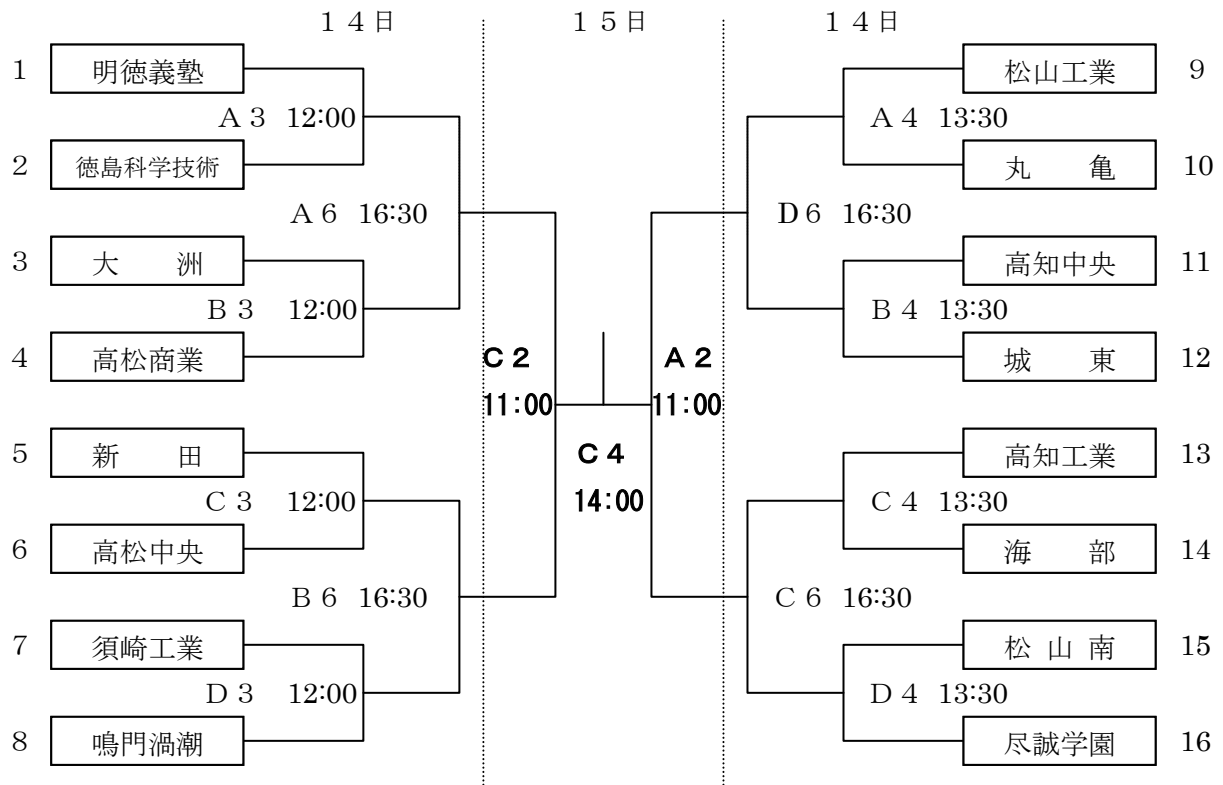 １４日 １５日 １４日
1 明徳義塾 松山工業 9
Ａ３ 12:00 Ａ４ 13:30
2 徳島科学技術 丸　亀 10
Ａ６ 16:30 Ｄ６ 16:30
3 大　洲 高知中央 11
Ｂ３ 12:00 Ｂ４ 13:30
4 高松商業 Ｃ２ Ａ２ 城　東 12
11:00 11:00
5 新　田 Ｃ４ 高知工業 13
Ｃ３ 12:00 14:00 Ｃ４ 13:30
6 高松中央 海　部 14
Ｂ６ 16:30 Ｃ６ 16:30
7 須崎工業 松山南 15
Ｄ３ 12:00 Ｄ４ 13:30
8 鳴門渦潮 尽誠学園 16